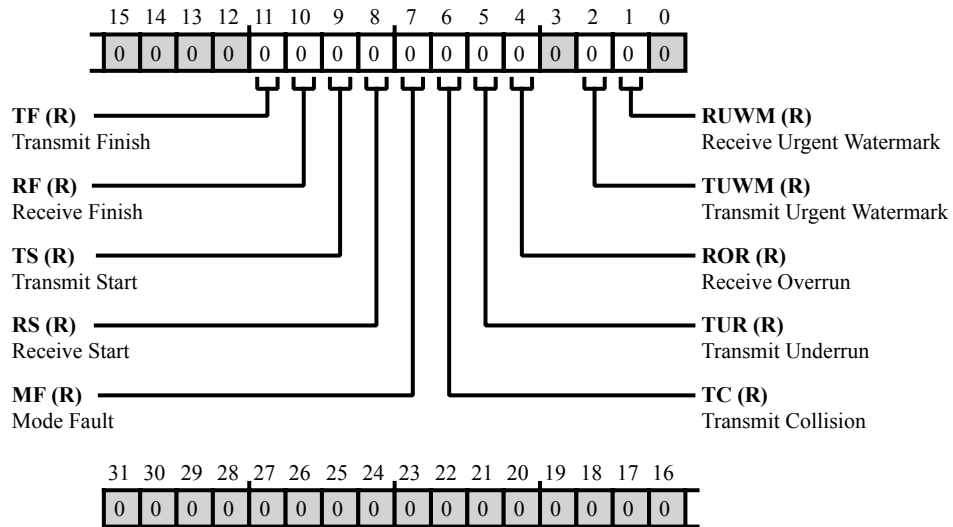 15 14 13 12 11 10 9 8 7 6 5 4 3 2 1 0
0 0 0 0 0 0 0 0 0 0 0 0 0 0 0 0
TF (R)
Transmit Finish
RF (R)
Receive Finish
TS (R)
Transmit Start
RS (R)
Receive Start
MF (R)
Mode Fault
RUWM (R)
Receive Urgent Watermark
TUWM (R)
Transmit Urgent Watermark
ROR (R)
Receive Overrun
TUR (R)
Transmit Underrun
TC (R)
Transmit Collision
31 30 29 28 27 26 25 24 23 22 21 20 19 18 17 16
0 0 0 0 0 0 0 0 0 0 0 0 0 0 0 0